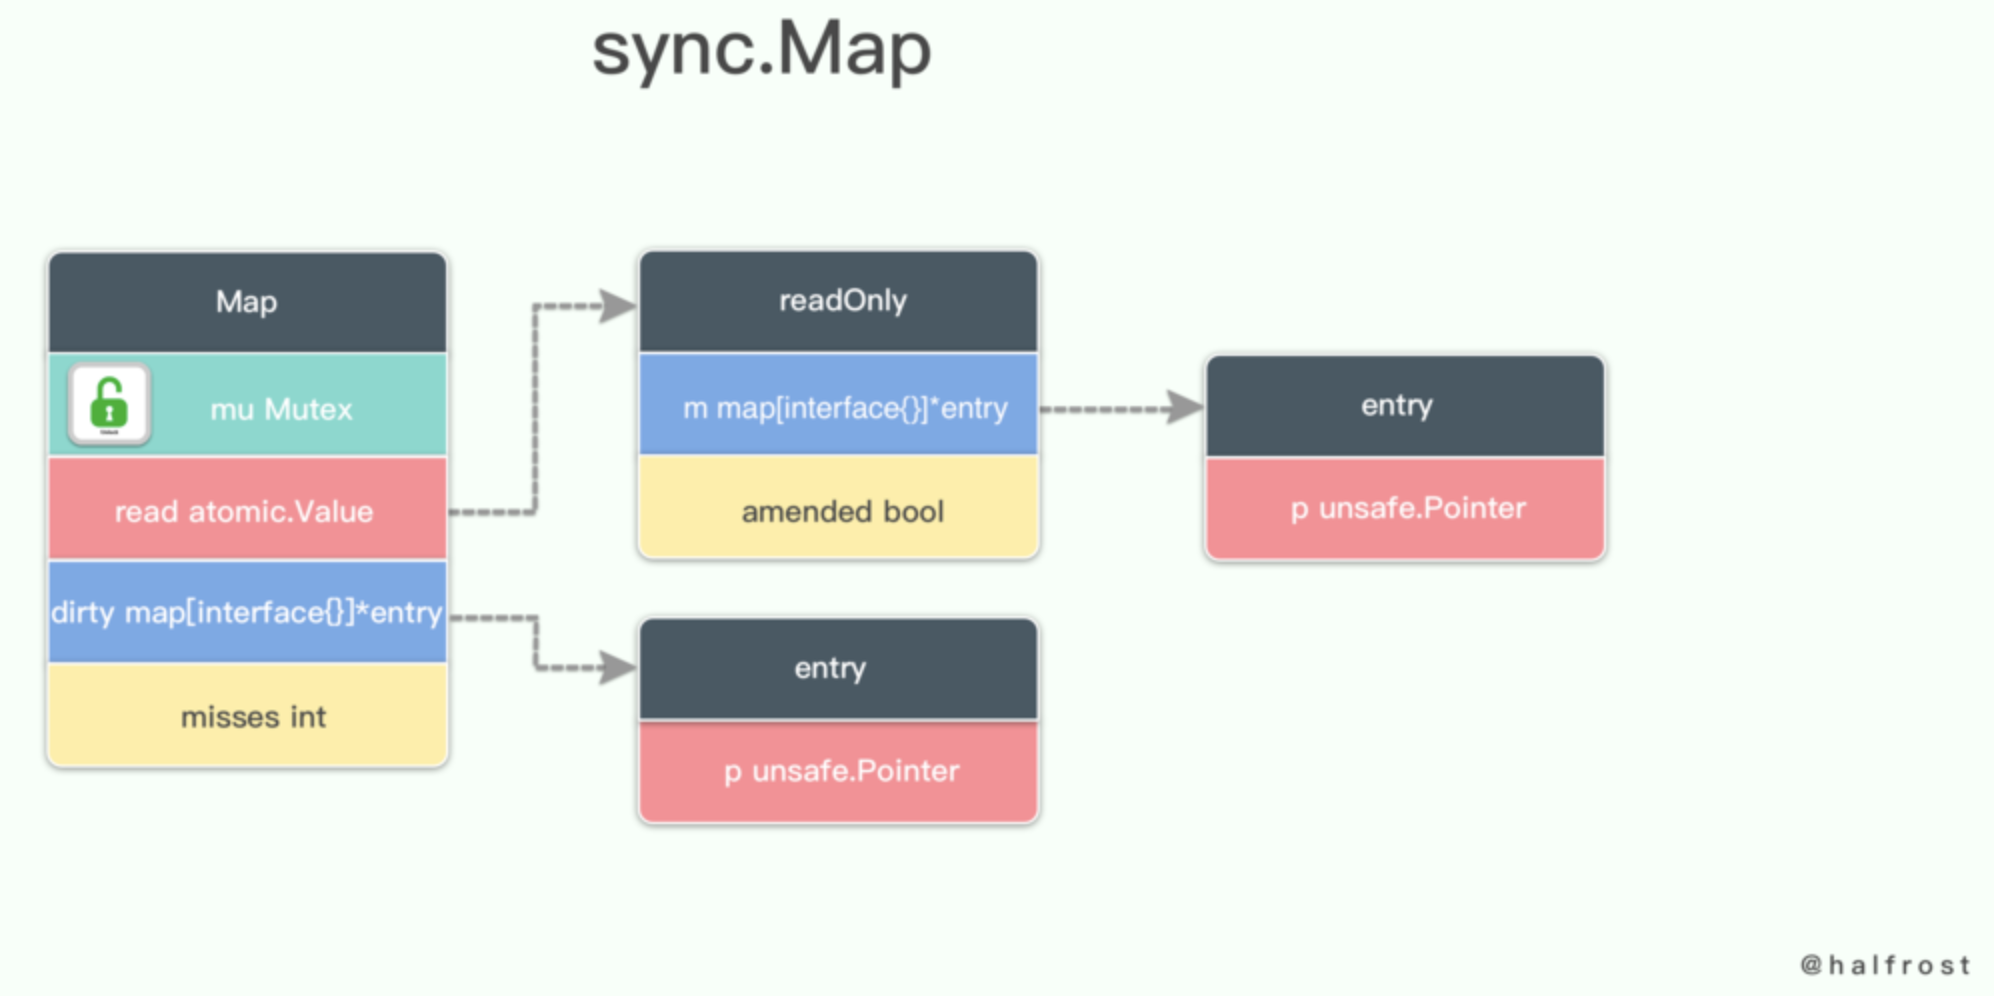 sync.Map
Map
mu Mutex
read atomic.Value
dirty map[interface{}]*entry
misses int
readOnly
m map[interface{}]*entry
amended bool
entry
p unsafe.Pointer
entry
p unsafe.Pointer
@halfrost